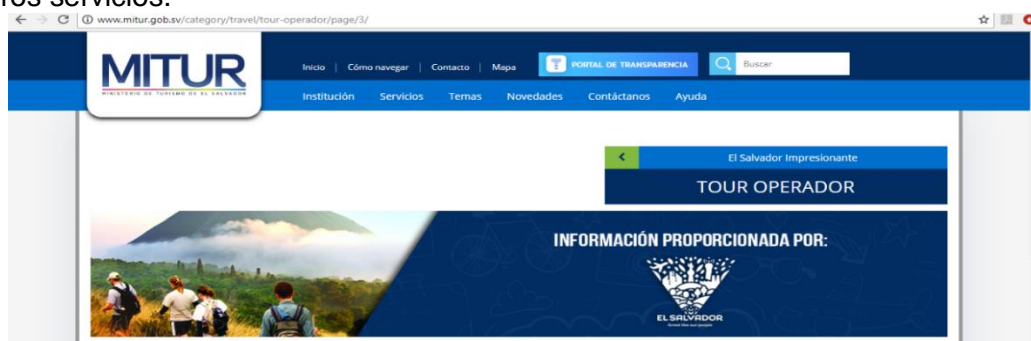 ros servicios.
www.mitur.gob.sv/category/travel/tour-operador/page/3/
MITUR
MINISTERIO DE TURISMO DE EL SALVADOR
Inicio | Cómo navegar | Contacto | Mapa
T PORTAL DE TRANSPARENCIA
Buscar
Institución Servicios Temas Novedades Contáctanos Ayuda
El Salvador Impresionante
TOUR OPERADOR
INFORMACIÓN PROPORCIONADA POR:
EL SALVADOR